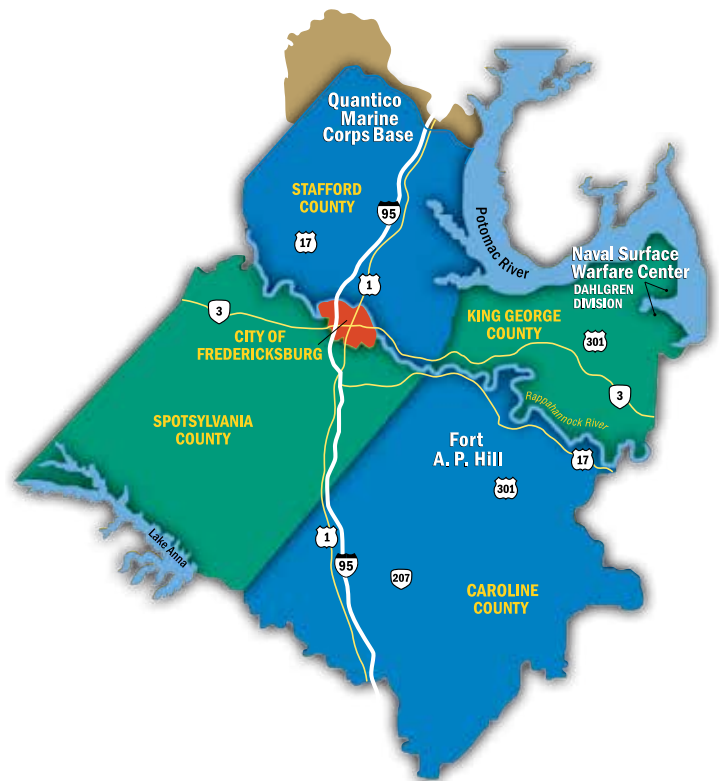 Quantico
Marine
Corps Base
STAFFORD
COUNTY
95
17
Potomac River
Naval Surface
Warfare Center
DAHLGREN
DIVISION
1
3
KING GEORGE
COUNTY
301
CITY OF
FREDERICKSBURG
3
Rappahannock River
SPOTSYLVANIA
COUNTY
Fort
A. P. Hill
17
301
Lake Anna
1
95
207
CAROLINE
COUNTY